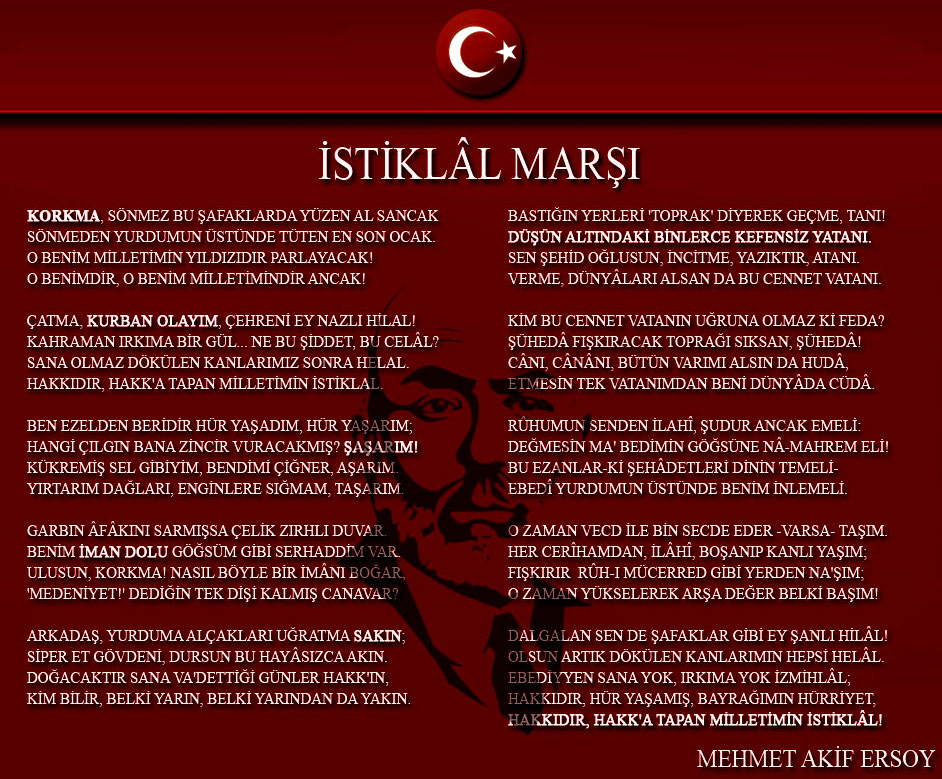 İSTİKLÂL MARŞI
KORKMA, SÖNMEZ BU ŞAFAKLARDA YÜZEN AL SANCAK
SÖNMEDEN YURDUMUN ÜSTÜNDE TÜTEN EN SON OCAK.
O BENİM MİLLETİMİN YILDIZIDIR PARLAYACAK!
O BENİMDİR, O BENİM MİLLETİMİNDİR ANCAK!
ÇATMA, KURBAN OLAYIM, ÇEHRENİ EY NAZLI HİLAL!
KAHRAMAN IRKIMA BİR GÜL... NE BU ŞİDDET, BU CELÂL?
SANA OLMAZ DÖKÜLEN KANLARIMIZ SONRA HELAL.
HAKKIDIR, HAKK'A TAPAN MİLLETİMİN İSTİKLAL.
BEN EZELDEN BERİDİR HÜR YAŞADIM, HÜR YAŞARIM;
HANGİ ÇILGIN BANA ZİNCİR VURACAKMIŞ? ŞAŞARIM!
KÜKREMİŞ SEL GİBİYİM, BENDİMİ ÇİĞNER, AŞARIM.
YIRTARIM DAĞLARI, ENGİNLERE SIĞMAM, TAŞARIM.
GARBIN ÂFÂKINI SARMIŞSA ÇELİK ZIRHLI DUVAR.
BENİM İMAN DOLU GÖĞSÜM GİBİ SERHADDİM VAR.
ULUSUN, KORKMA! NASIL BÖYLE BİR İMÂNI BOĞAR,
'MEDENİYET!' DEDİĞİN TEK DİŞİ KALMIŞ CANAVAR?
ARKADAŞ, YURDUMA ALÇAKLARI UĞRATMA SAKIN;
SİPER ET GÖVDENİ, DURSUN BU HAYÂSIZCA AKIN.
DOĞACAKTIR SANA VA'DETTİĞİ GÜNLER HAKK'IN,
KİM BİLİR, BELKİ YARIN, BELKİ YARINDAN DA YAKIN.
BASTIĞIN YERLERİ 'TOPRAK' DİYEREK GEÇME, TANI!
DÜŞÜN ALTINDAKİ BİNLERCE KEFENSİZ YATANI.
SEN ŞEHİD OĞLUSUN, İNCİTME, YAZIKTIR, ATANI.
VERME, DÜNYÂLARI ALSAN DA BU CENNET VATANI.
KİM BU CENNET VATANIN UĞRUNA OLMAZ Kİ FEDA?
ŞÜHEDÂ FIŞKIRACAK TOPRAĞI SIKSAN, ŞÜHEDÂ!
CÂNI, CÂNÂNI, BÜTÜN VARIMI ALSIN DA HUDÂ,
ETMESİN TEK VATANIMDAN BENİ DÜNYÂDA CÜDÂ.
RÛHUMUN SENDEN İLAHÎ, ŞUDUR ANCAK EMELİ:
DEĞMESİN MA' BEDİMİN GÖĞSÜNE NÂ-MAHREM ELİ!
BU EZANLAR-Kİ ŞEHÂDETLERİ DİNİN TEMELİ-
EBEDÎ YURDUMUN ÜSTÜNDE BENİM İNLEMELİ.
O ZAMAN VECD İLE BİN SECDE EDER -VARSA- TAŞIM.
HER CERÎHAMDAN, İLÂHÎ, BOŞANIP KANLI YAŞIM;
FIŞKIRIR RÛH-I MÜCERRED GİBİ YERDEN NA'ŞIM;
O ZAMAN YÜKSELEREK ARŞA DEĞER BELKİ BAŞIM!
DALGALAN SEN DE ŞAFAKLAR GİBİ EY ŞANLI HİLÂL!
OLSUN ARTIK DÖKÜLEN KANLARIMIN HEPSİ HELÂL.
EBEDİYYEN SANA YOK, IRKIMA YOK İZMİHLÂL;
HAKKIDIR, HÜR YAŞAMIŞ, BAYRAĞIMIN HÜRRİYET,
HAKKIDIR, HAKK'A TAPAN MİLLETİMİN İSTİKLÂL!
MEHMET AKİF ERSOY